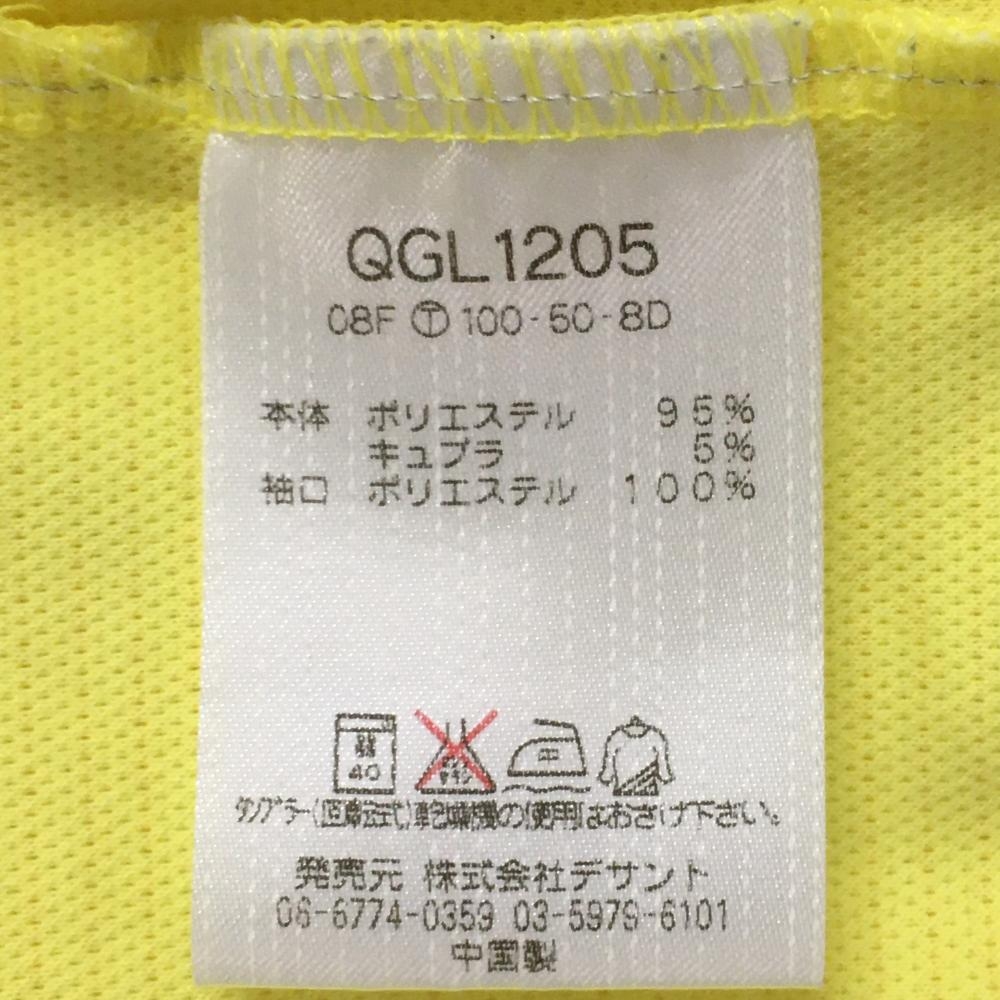 QGL1205
08F Ⓣ 100-50-8D
本体 ポリエステル 95%
キュプラ 5%
袖口 ポリエステル 100%
40
中
タンブラー(回転式)乾燥機の使用はおさけ下さい。
発売元 株式会社デサント
06-6774-0359 03-5979-6101
中国製